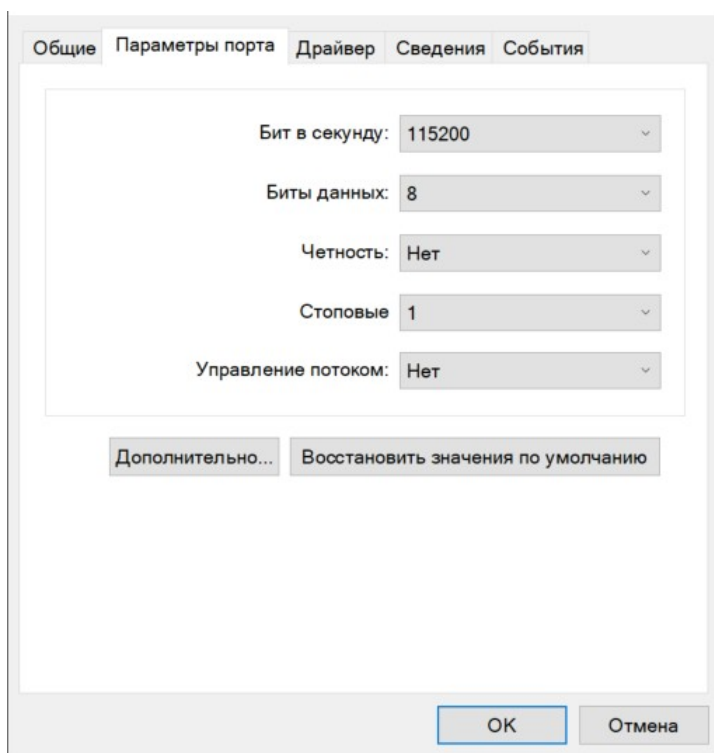 Общие Параметры порта Драйвер Сведения События
Бит в секунду: 115200
Биты данных: 8
Четность: Нет
Стоповые 1
Управление потоком: Нет
Дополнительно... Восстановить значения по умолчанию
ОК Отмена